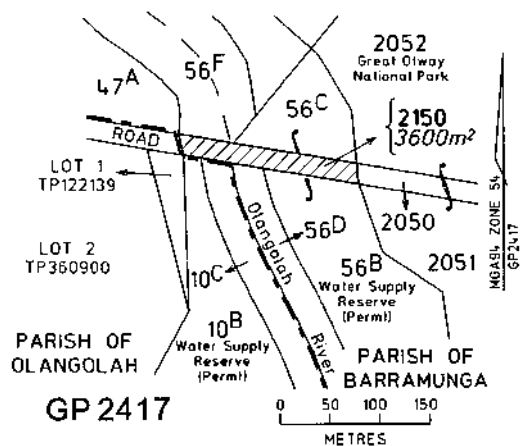 2052
Great Otway
National Park
47A
56F
56C
2150
3600m²
ROAD
LOT 1
TP122139
LOT 2
TP360900
Olangolah
River
56D
2050
MGA94 ZONE 54
GP2417
10C
56B
2051
Water Supply
Reserve
(Permt)
10B
Water Supply
Reserve
(Permt)
PARISH OF
OLANGOLAH
PARISH OF
BARRAMUNGA
GP 2417
0 50 100 150
METRES